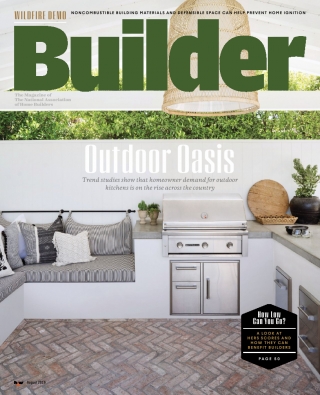 WILDFIRE DEMO NONCOMBUSTIBLE BUILDING MATERIALS AND DEFENSIBLE SPACE CAN HELP PREVENT HOME IGNITION
Builder
The Magazine of
The National Association
of Home Builders
Outdoor Oasis
Trend studies show that homeowner demand for outdoor
kitchens is on the rise across the country
How Low
Can You Go?
A LOOK AT
HERS SCORES AND
HOW THEY CAN
BENEFIT BUILDERS
PAGE 50
August